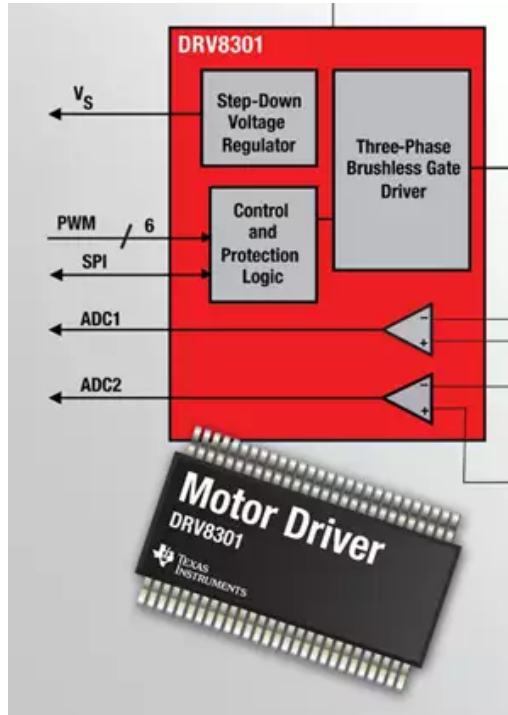 DRV8301
Step-Down
Voltage
Regulator
Three-Phase
Brushless Gate
Driver
Control
and
Protection
Logic
VS
PWM
6
SPI
ADC1
ADC2
−
+
−
+
Motor Driver
DRV8301
TEXAS
INSTRUMENTS